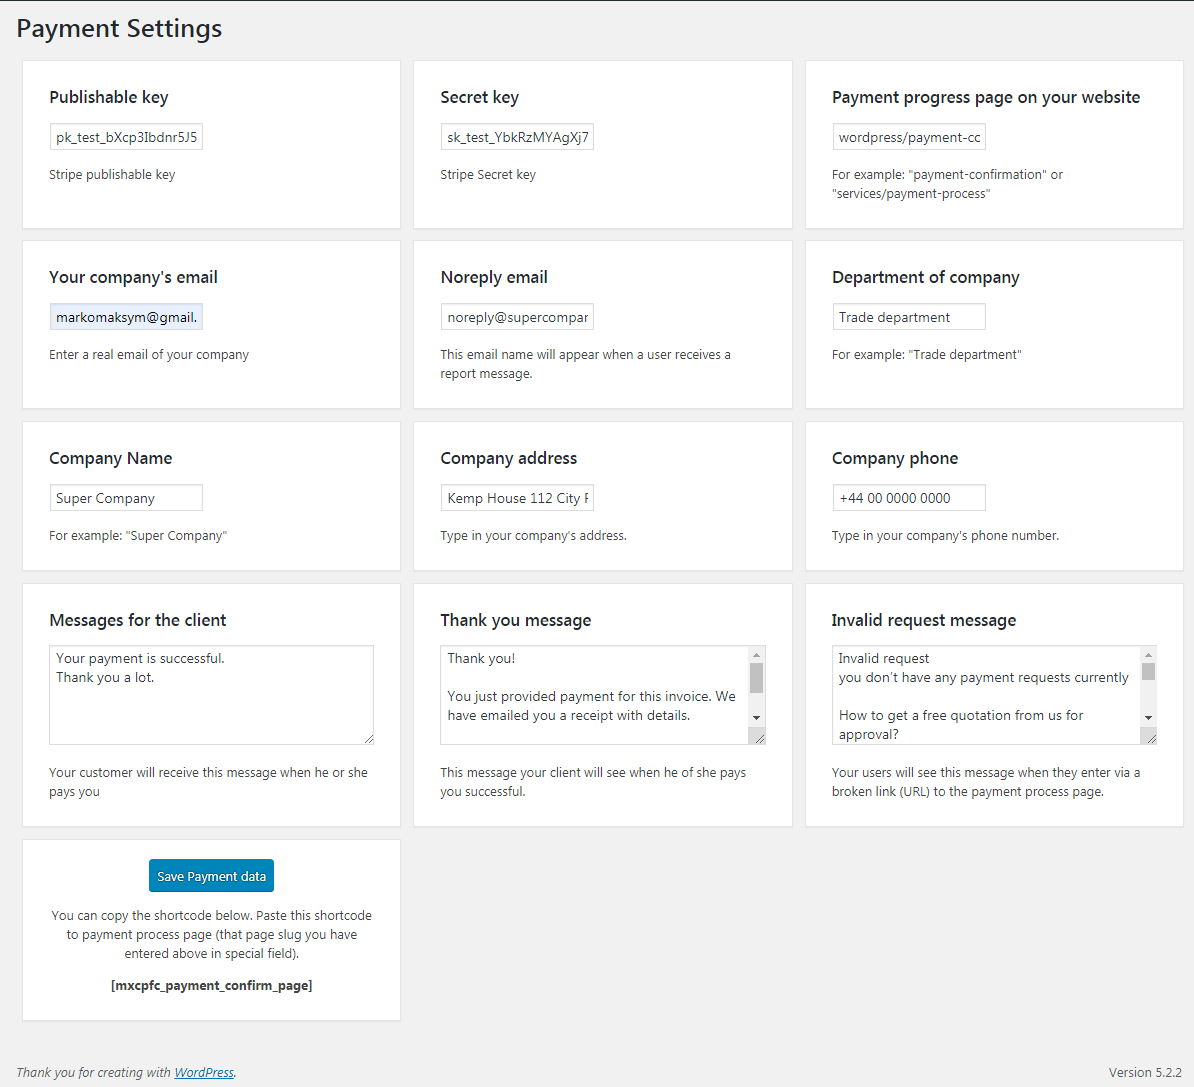 Payment Settings
Publishable key
pk_test_bXcp3Ibdnr5J5
Stripe publishable key
Secret key
sk_test_YbkRzMYAgXj7
Stripe Secret key
Payment progress page on your website
wordpress/payment-cc
For example: "payment-confirmation" or
"services/payment-process"
Your company's email
markomaksym@gmail.
Enter a real email of your company
Noreply email
noreply@supercompar
This email name will appear when a user receives a
report message.
Department of company
Trade department
For example: "Trade department"
Company Name
Super Company
For example: "Super Company"
Company address
Kemp House 112 City F
Type in your company's address.
Company phone
+44 00 0000 0000
Type in your company's phone number.
Messages for the client
Your payment is successful.
Thank you a lot.
Your customer will receive this message when he or she
pays you
Thank you message
Thank you!
You just provided payment for this invoice. We
have emailed you a receipt with details.
This message your client will see when he of she pays
you successful.
Invalid request message
Invalid request
you don't have any payment requests currently
How to get a free quotation from us for
approval?
Your users will see this message when they enter via a
broken link (URL) to the payment process page.
Save Payment data
You can copy the shortcode below. Paste this shortcode
to payment process page (that page slug you have
entered above in special field).
[mxcpfc_payment_confirm_page]
Thank you for creating with WordPress.
Version 5.2.2